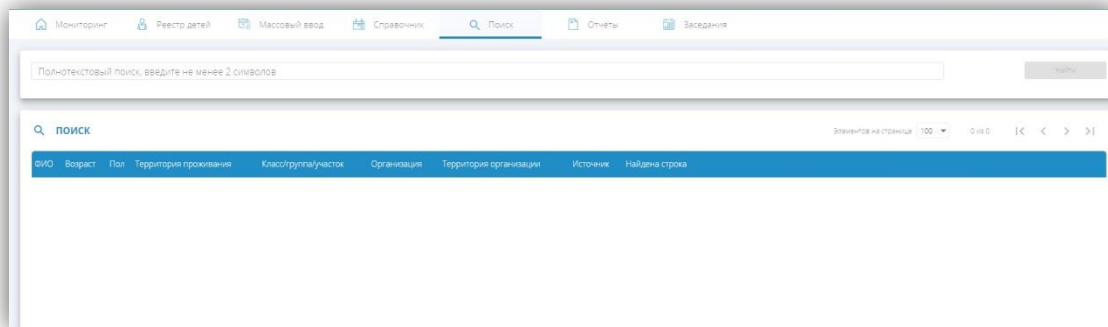 Мониторинг Реестр детей Массовый ввод Справочник Поиск Отчеты Заседания
Полнотекстовый поиск, введите не менее 2 символов
Найти
ПОИСК
Элементов на странице 100 0 из 0
ФИО Возраст Пол Территория проживания Класс/группа/участок Организация Территория организации Источник Найдена строка